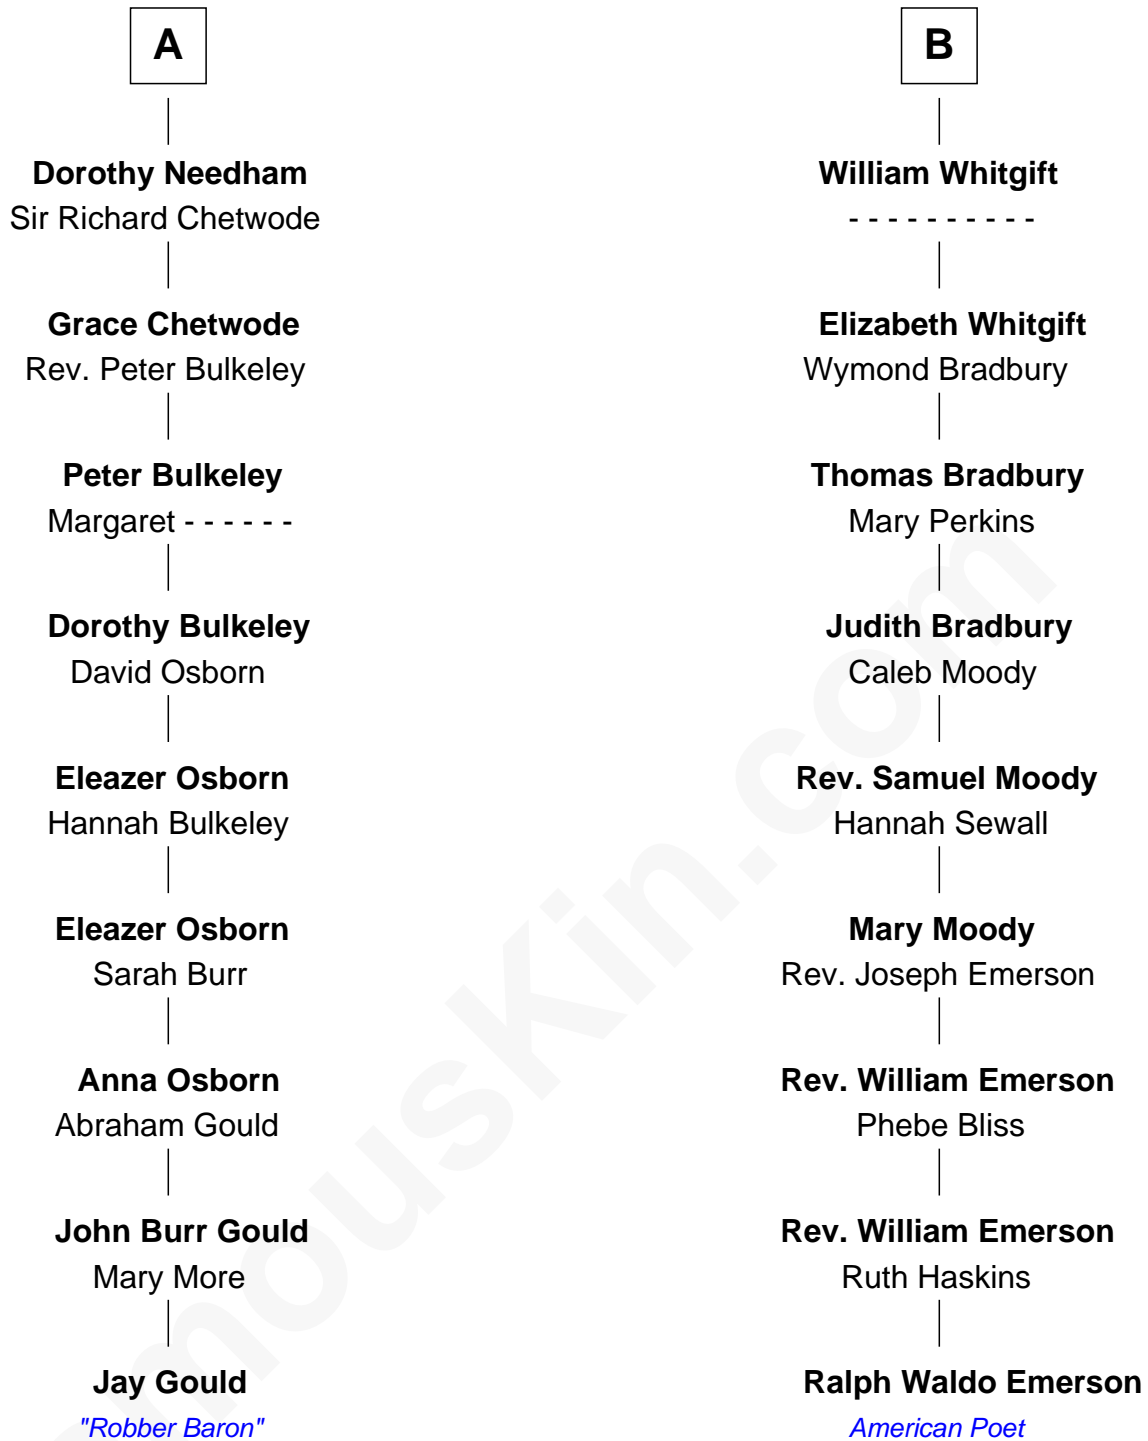 A
Dorothy Needham
Sir Richard Chetwode
Grace Chetwode
Rev. Peter Bulkeley
Peter Bulkeley
Margaret - - - - - -
Dorothy Bulkeley
David Osborn
Eleazer Osborn
Hannah Bulkeley
Eleazer Osborn
Sarah Burr
Anna Osborn
Abraham Gould
John Burr Gould
Mary More
Jay Gould
"Robber Baron"
B
William Whitgift
- - - - - - - - - -
Elizabeth Whitgift
Wymond Bradbury
Thomas Bradbury
Mary Perkins
Judith Bradbury
Caleb Moody
Rev. Samuel Moody
Hannah Sewall
Mary Moody
Rev. Joseph Emerson
Rev. William Emerson
Phebe Bliss
Rev. William Emerson
Ruth Haskins
Ralph Waldo Emerson
American Poet
mousKin.com